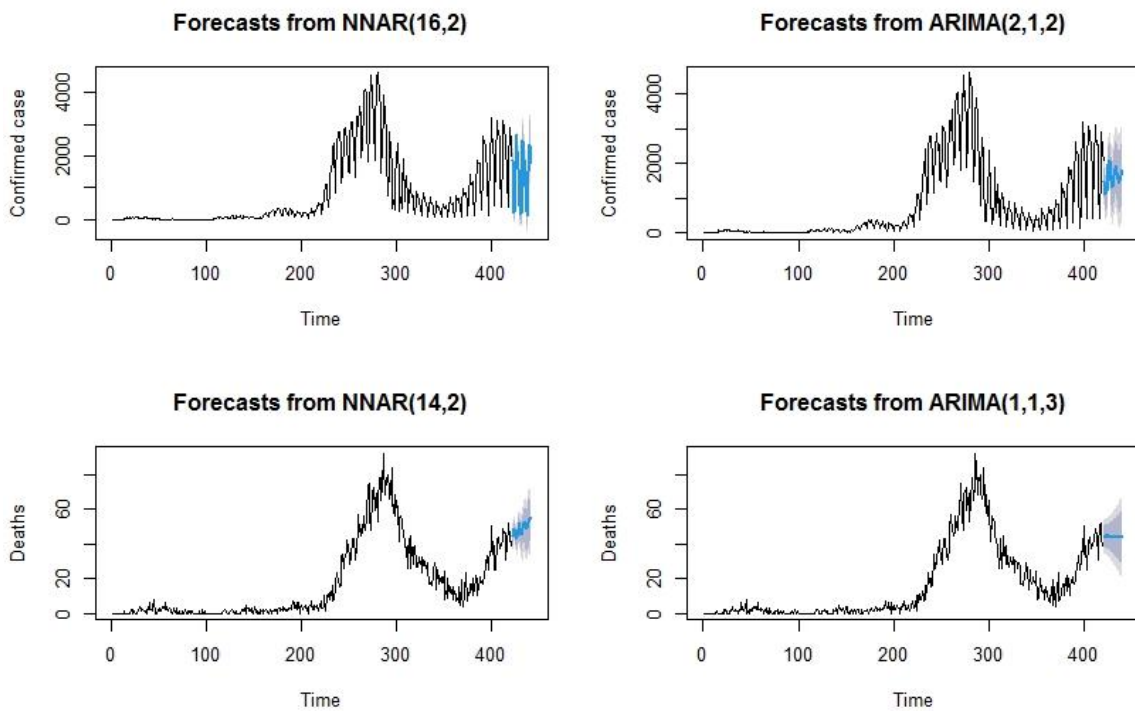 Forecasts from NNAR(16,2)
Confirmed case
0 2000 4000
0 100 200 300 400
Time
Forecasts from ARIMA(2,1,2)
Confirmed case
0 2000 4000
0 100 200 300 400
Time
Forecasts from NNAR(14,2)
Deaths
0 20 60
0 100 200 300 400
Time
Forecasts from ARIMA(1,1,3)
Deaths
0 20 60
0 100 200 300 400
Time